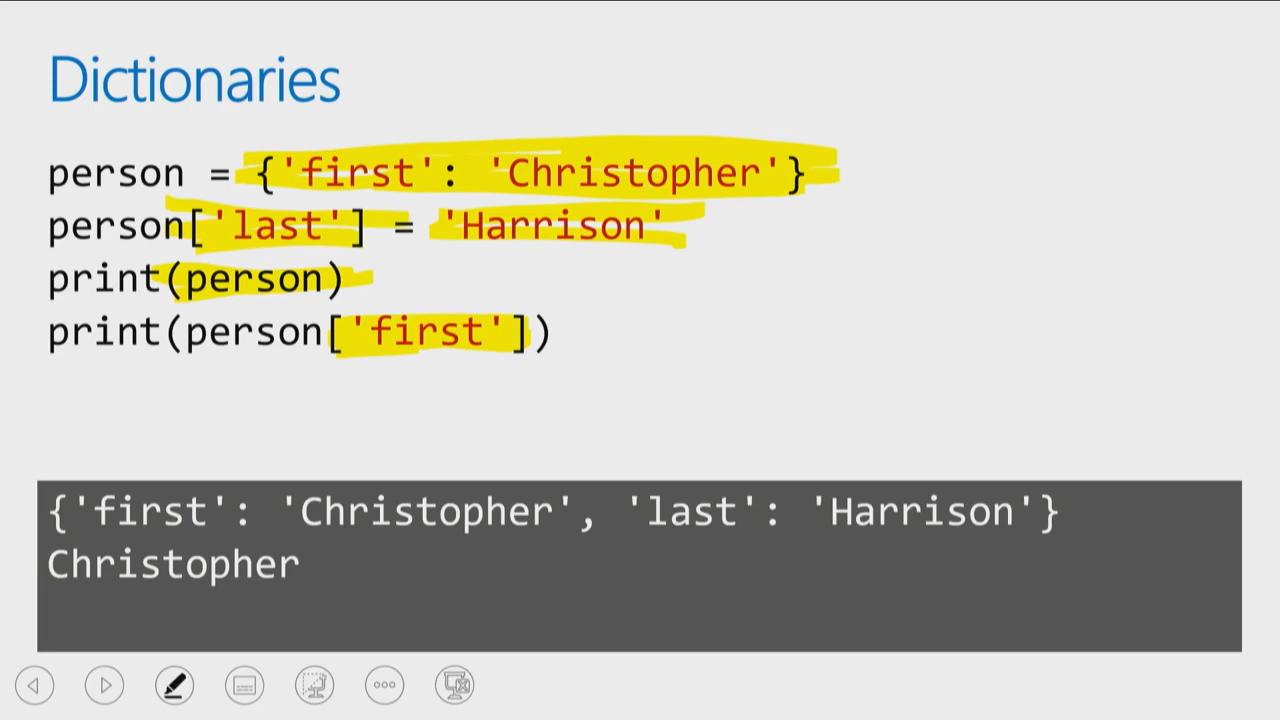 Dictionaries
person = {'first': 'Christopher'}
person['last'] = 'Harrison'
print(person)
print(person['first'])
{'first': 'Christopher', 'last': 'Harrison'}
Christopher